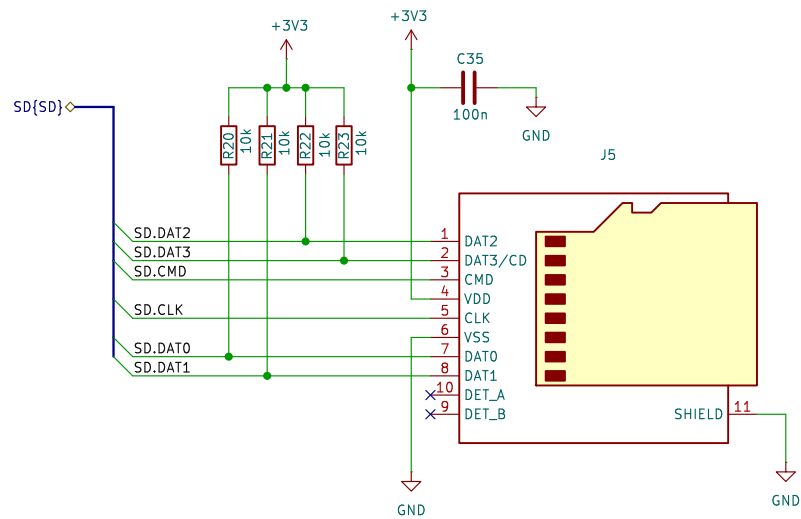 +3V3
+3V3
C35
100n
GND
SD{SD}
R20
10k
R21
10k
R22
10k
R23
10k
J5
SD.DAT2
1
DAT2
SD.DAT3
2
DAT3/CD
SD.CMD
3
CMD
4
VDD
SD.CLK
5
CLK
6
VSS
SD.DAT0
7
DAT0
SD.DAT1
8
DAT1
10
DET_A
9
DET_B
SHIELD
11
GND
GND